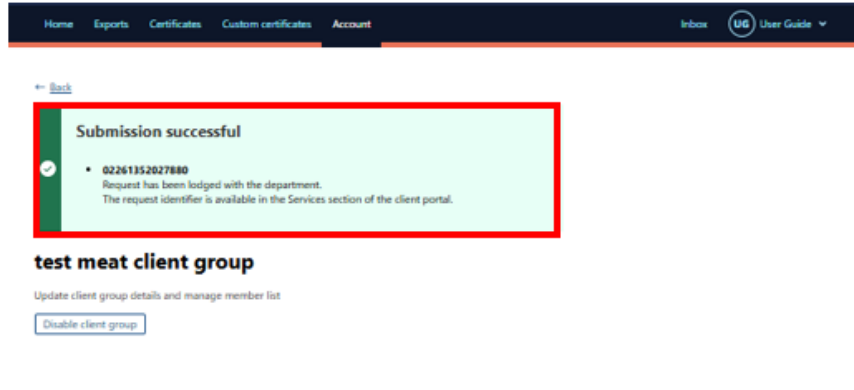 Home Exports Certificates Custom certificates Account Inbox UG User Guide
← Back
Submission successful
• 02261352027880
Request has been lodged with the department.
The request identifier is available in the Services section of the client portal.
test meat client group
Update client group details and manage member list
Disable client group